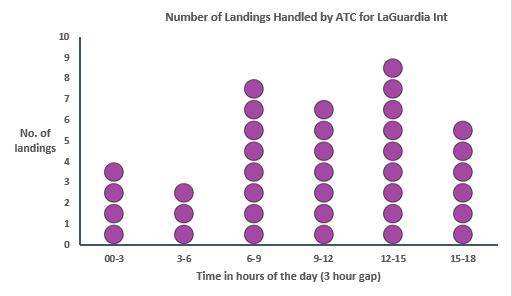 Number of Landings Handled by ATC for LaGuardia Int
10
9
8
7
6
5
4
3
2
1
0
No. of
landings
00-3 3-6 6-9 9-12 12-15 15-18
Time in hours of the day (3 hour gap)